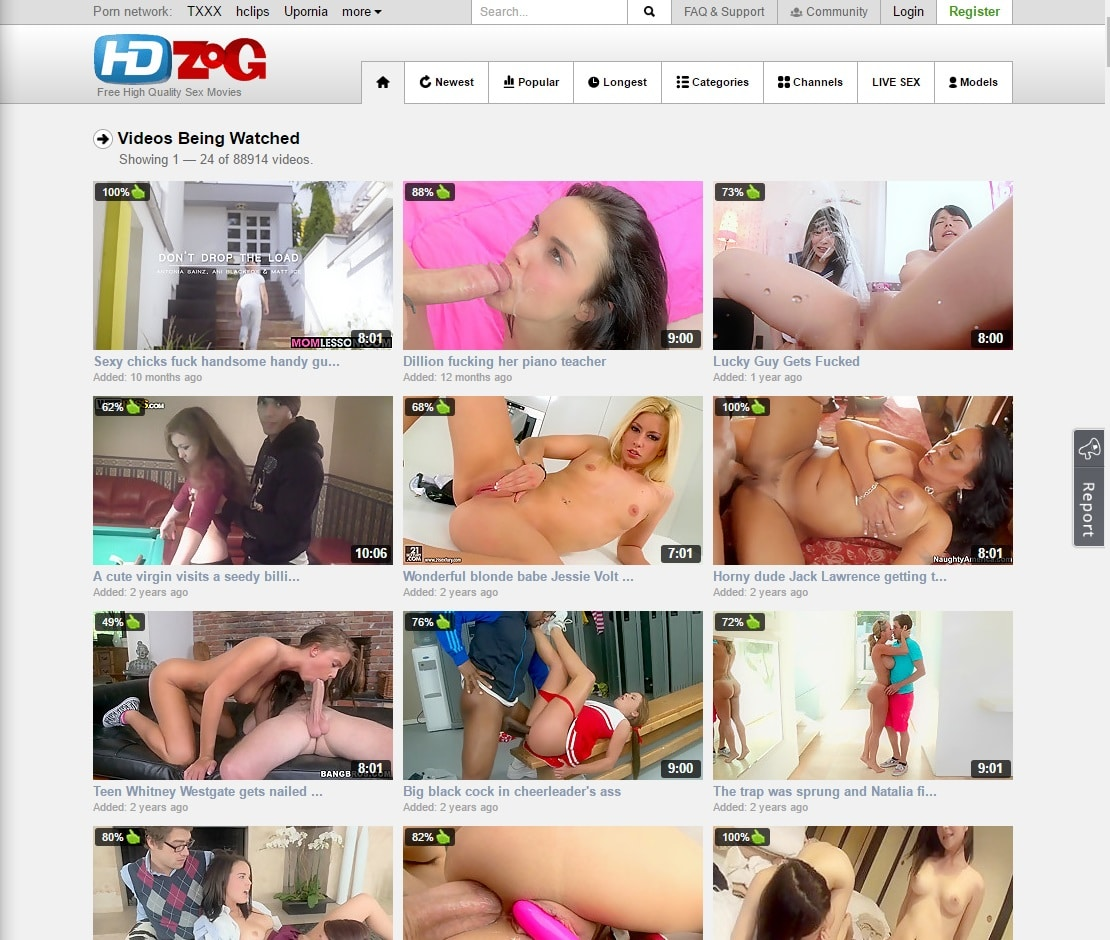 Porn network: TXXX hclips Upornia more Search... FAQ & Support Community Login Register
HD ZOG
Free High Quality Sex Movies
Newest Popular Longest Categories Channels LIVE SEX Models
Videos Being Watched
Showing 1 — 24 of 88914 videos.
100% 88% 73%
DON'T DROP THE LOAD
8:01 9:00 8:00
Sexy chicks fuck handsome handy gu... Dillion fucking her piano teacher Lucky Guy Gets Fucked
Added: 10 months ago Added: 12 months ago Added: 1 year ago
62% 68% 100%
10:06 7:01 8:01
A cute virgin visits a seedy billi... Wonderful blonde babe Jessie Volt ... Horny dude Jack Lawrence getting t...
Added: 2 years ago Added: 2 years ago Added: 2 years ago
49% 76% 72%
8:01 9:00 9:01
Teen Whitney Westgate gets nailed ... Big black cock in cheerleader's ass The trap was sprung and Natalia fi...
Added: 2 years ago Added: 2 years ago Added: 2 years ago
80% 82% 100%
Report